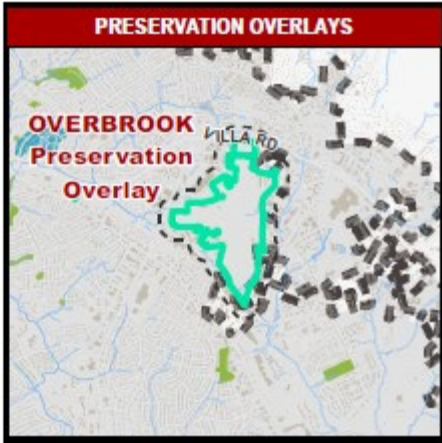 PRESERVATION OVERLAYS
VILLA RD
OVERBROOK
Preservation
Overlay